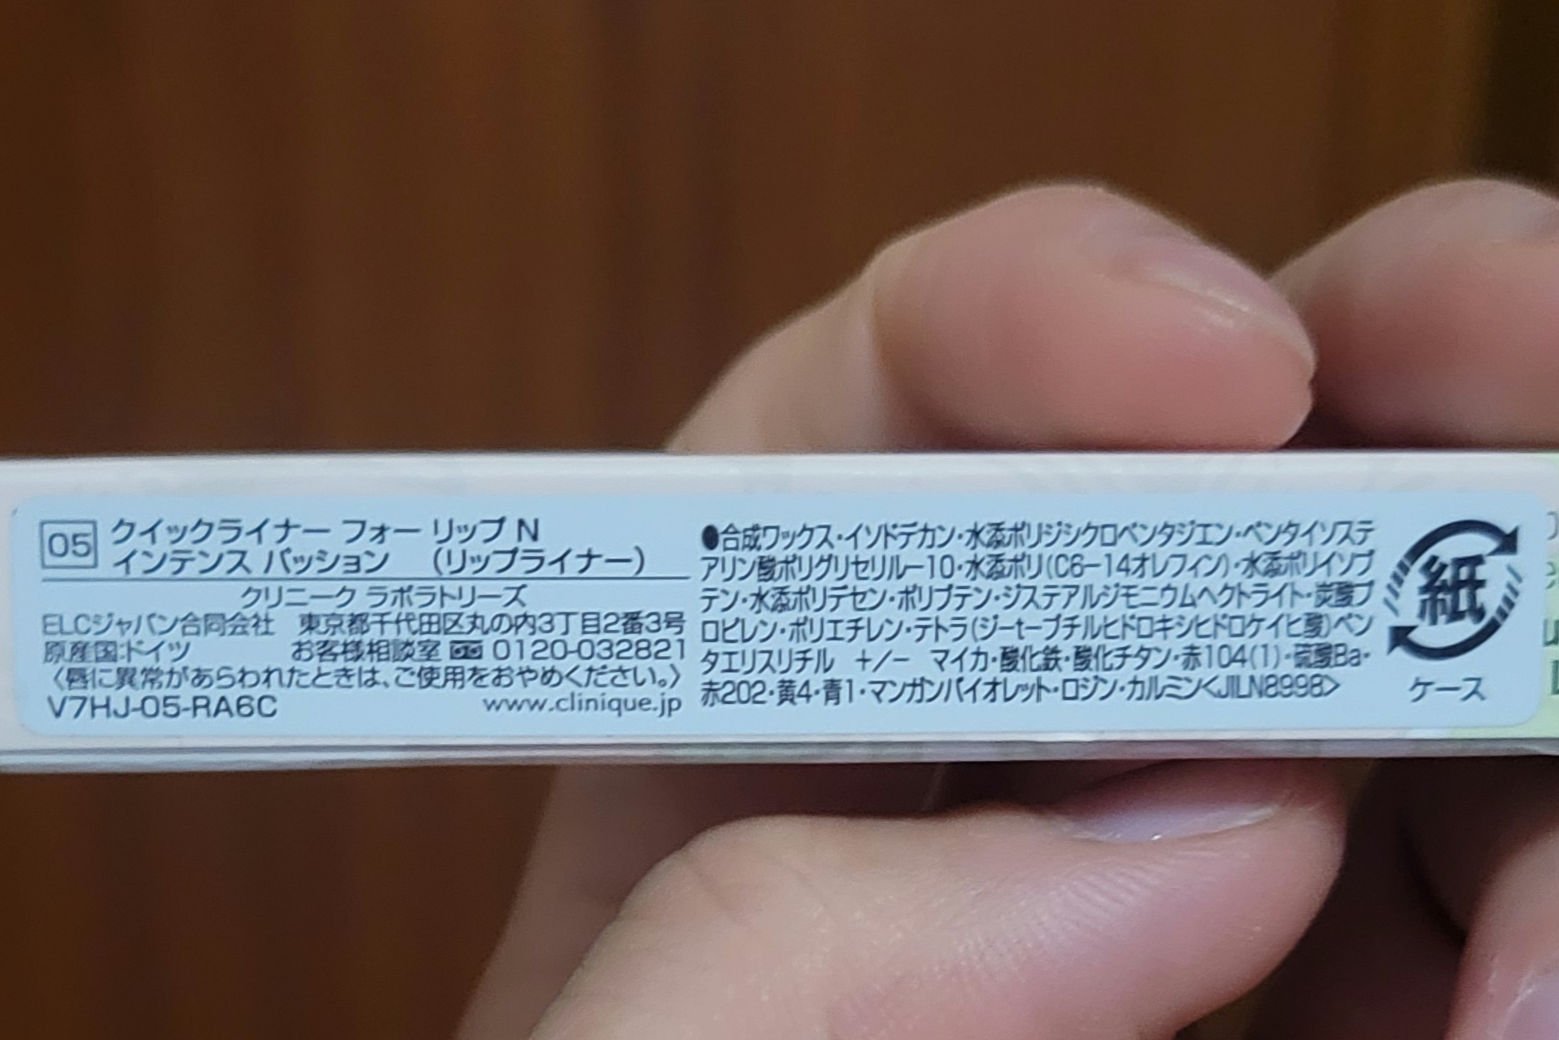 05 クイックライナー フォー リップ N
インテンス パッション (リップライナー)
クリニーク ラボラトリーズ
ELCジャパン合同会社 東京都千代田区丸の内3丁目2番3号
原産国:ドイツ お客様相談室 0120-032821
〈唇に異常があらわれたときは、ご使用をおやめください。〉
V7HJ-05-RA6C www.clinique.jp
●合成ワックス・イソドデカン・水添ポリジシクロペンタジエン・ペンタイソステ
アリン酸ポリグリセリル-10・水添ポリ(C6-14オレフィン)・水添ポリイソブ
テン・水添ポリデセン・ポリブテン・ジステアルジモニウムヘクトライト・炭酸プ
ロピレン・ポリエチレン・テトラ(ジ-t-ブチルヒドロキシヒドロケイヒ酸)ペン
タエリスリチル +/- マイカ・酸化鉄・酸化チタン・赤104(1)・硫酸Ba・
赤202・黄4・青1・マンガンバイオレット・ロジン・カルミン<JILN8998>
紙
ケース